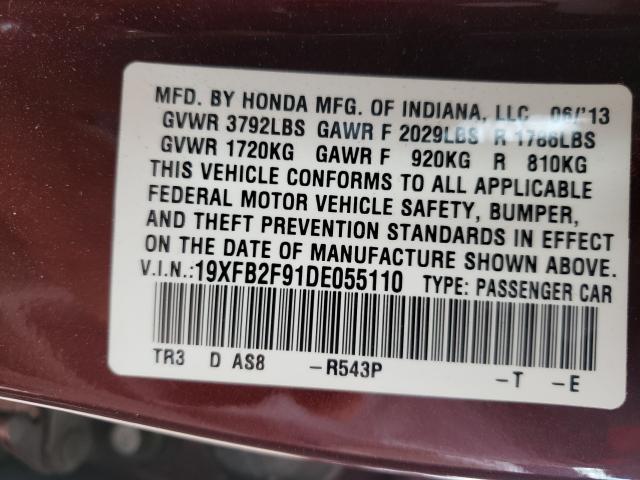 MFD. BY HONDA MFG. OF INDIANA, LLC 06/'13
GVWR 3792LBS GAWR F 2029LBS R 1786LBS
GVWR 1720KG GAWR F 920KG R 810KG
THIS VEHICLE CONFORMS TO ALL APPLICABLE
FEDERAL MOTOR VEHICLE SAFETY, BUMPER,
AND THEFT PREVENTION STANDARDS IN EFFECT
ON THE DATE OF MANUFACTURE SHOWN ABOVE.
V.I.N.:19XFB2F91DE055110 TYPE: PASSENGER CAR
TR3 D AS8 -R543P -T -E